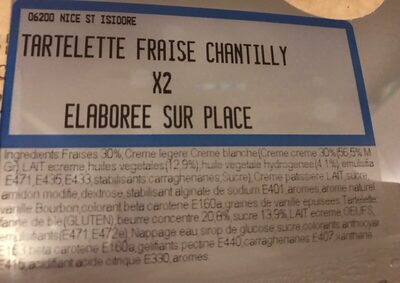 06200 NICE ST ISIDORE
TARTELETTE FRAISE CHANTILLY
X2
ELABOREE SUR PLACE
Ingredients Fraises 30%, Creme legere Creme blanche(Creme creme 30%(56,5% M
Gr),LAIT ecreme,huiles vegetales(12,9%),huile vegetale hydrogenee(4,1%),emulsifia
E471,E435,E433,stabilisants carraghenanes,Sucre),Creme patissiere LAIT,sucre,
amidon modifie,dextrose,stabilisant alginate de sodium E401,aromes,arome naturel
vanille Bourbon,colorant beta carotene E160a,graines de vanille epuisees Tartelette
farine de ble(GLUTEN),beurre concentre 20,8%,sucre 13,9%,LAIT ecreme,OEUFS,
(E471,E472e) Nappage eau sirop de glucose,sucre,colorants anthocyan
beta carotene E160a,gelifiants pectine E440,carraghenanes E407,xanthane
acidifiant acide citrique E330,aromes.